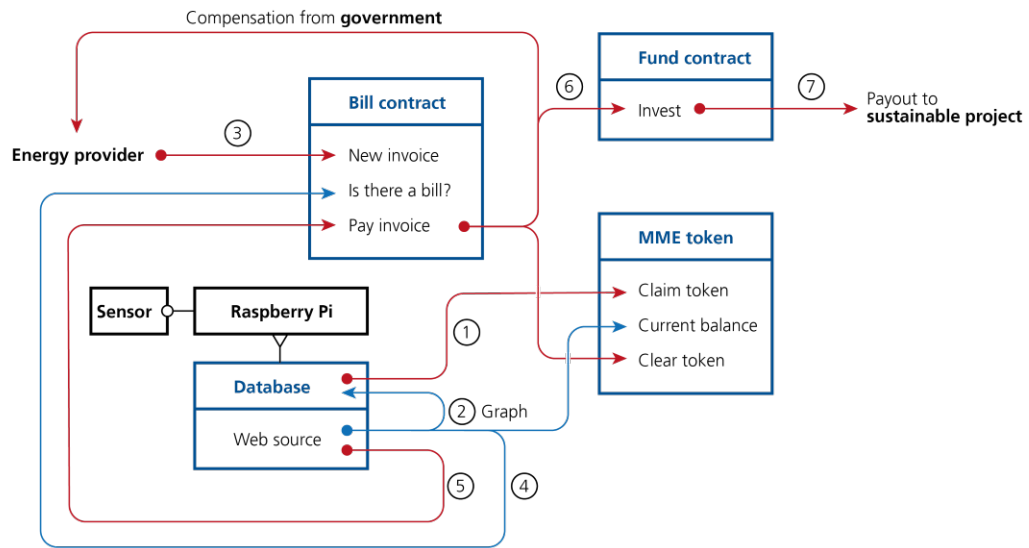 Compensation from government
Fund contract
6
7
Invest
Payout to
sustainable project
Bill contract
3
Energy provider
New invoice
Is there a bill?
Pay invoice
MME token
Claim token
Current balance
Clear token
Sensor
Raspberry Pi
1
Database
2 Graph
Web source
5
4